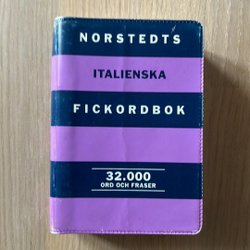 NORSTEDTS
ITALIENSKA
FICKORDBOK
32.000
ORD OCH FRASER